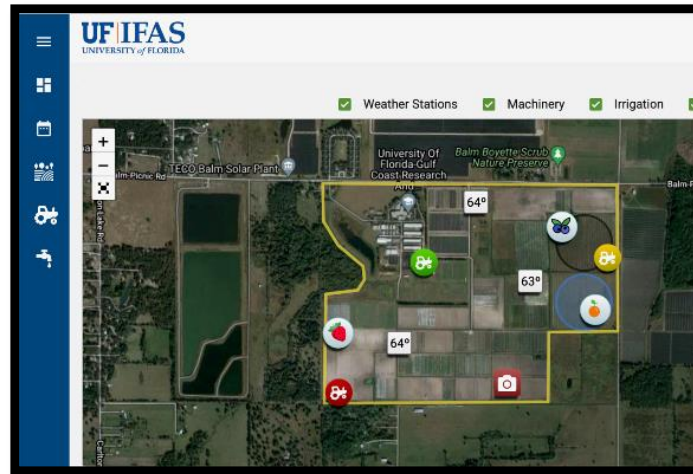 UF IFAS
UNIVERSITY of FLORIDA
Weather Stations
Machinery
Irrigation
+
−
TECO Balm Solar Plant
Balm-Picnic Rd
University Of
Florida Gulf
Coast Research
And
Balm Boyette Scrub
Nature Preserve
64°
63°
64°